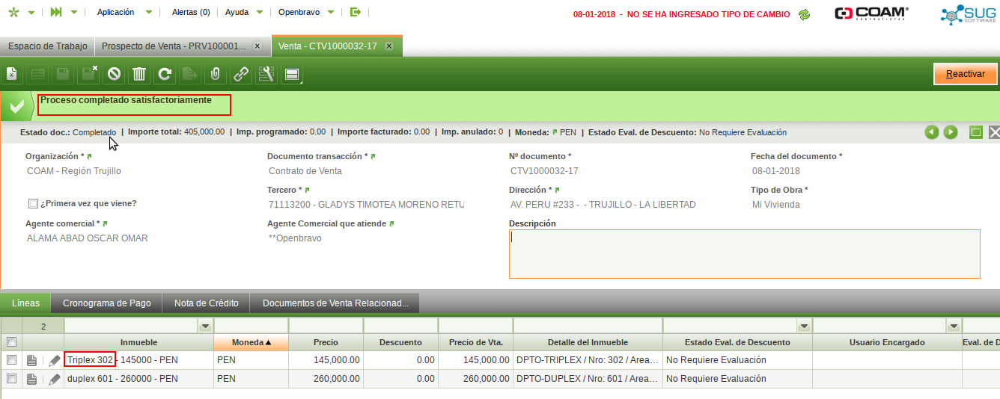 Aplicación Alertas (0) Ayuda Openbravo 08-01-2018 - NO SE HA INGRESADO TIPO DE CAMBIO COAM CONTRATISTAS SUG SOFTWARE
Espacio de Trabajo Prospecto de Venta - PRV100001... x Venta - CTV1000032-17 x
Reactivar
Proceso completado satisfactoriamente
Estado doc.: Completado | Importe total: 405,000.00 | Imp. programado: 0.00 | Importe facturado: 0.00 | Imp. anulado: 0 | Moneda: PEN | Estado Eval. de Descuento: No Requiere Evaluación
Organización * Documento transacción * Nº documento * Fecha del documento *
COAM - Región Trujillo Contrato de Venta CTV1000032-17 08-01-2018
Tercero * Dirección * Tipo de Obra *
¿Primera vez que viene? 71113200 - GLADYS TIMOTEA MORENO RETU AV. PERU #233 - - TRUJILLO - LA LIBERTAD Mi Vivienda
Agente comercial * Agente Comercial que atiende Descripción
ALAMA ABAD OSCAR OMAR **Openbravo
Líneas Cronograma de Pago Nota de Crédito Documentos de Venta Relacionad...
2
Inmueble Moneda Precio Descuento Precio de Vta. Detalle del Inmueble Estado Eval. de Descuento Usuario Encargado Eval. de D
Triplex 302 - 145000 - PEN PEN 145,000.00 0.00 145,000.00 DPTO-TRIPLEX / Nro: 302 / Area... No Requiere Evaluación
duplex 601 - 260000 - PEN PEN 260,000.00 0.00 260,000.00 DPTO-DUPLEX / Nro: 601 / Area... No Requiere Evaluación